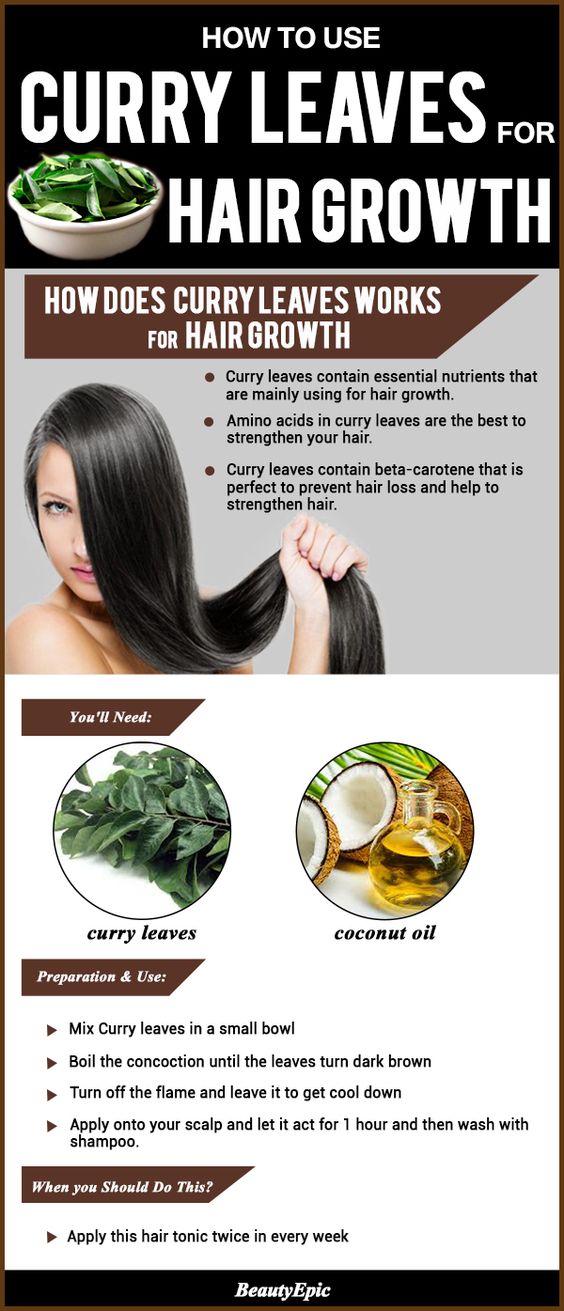 HOW TO USE
CURRY LEAVES FOR
HAIR GROWTH
HOW DOES CURRY LEAVES WORKS
FOR HAIR GROWTH
Curry leaves contain essential nutrients that
are mainly using for hair growth.
Amino acids in curry leaves are the best to
strengthen your hair.
Curry leaves contain beta-carotene that is
perfect to prevent hair loss and help to
strengthen hair.
You'll Need:
curry leaves
coconut oil
Preparation & Use:
Mix Curry leaves in a small bowl
Boil the concoction until the leaves turn dark brown
Turn off the flame and leave it to get cool down
Apply onto your scalp and let it act for 1 hour and then wash with
shampoo.
When you Should Do This?
Apply this hair tonic twice in every week
BeautyEpic